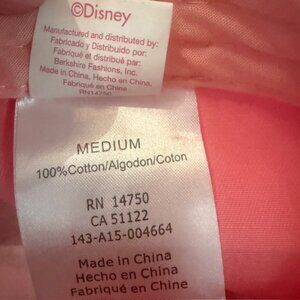 ©Disney
Manufactured and distributed by:
Fabricado y Distribuido por:
Fabriqué et Distribué par:
Berkshire Fashions, Inc.
Made in China, Hecho en China,
Fabriqué en Chine
RN14750
MEDIUM
100%Cotton/Algodon/Coton
RN 14750
CA 51122
143-A15-004664
Made in China
Hecho en China
Fabriqué en Chine